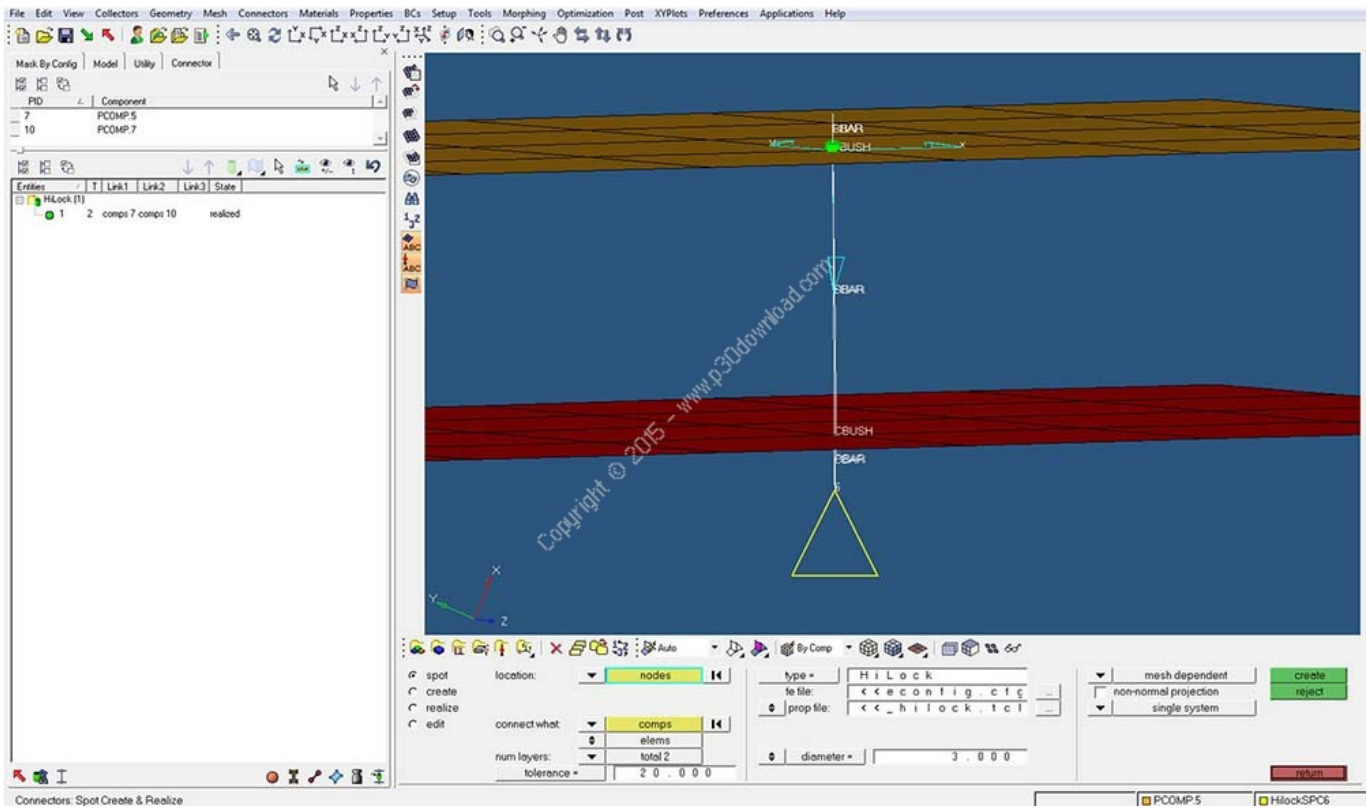 File Edit View Collectors Geometry Mesh Connectors Materials Properties BCs Setup Tools Morphing Optimization Post XYPlots Preferences Applications Help
Mask By Config Model Utility Connector
PID Component
7 PCOMP.5
10 PCOMP.7
Entities T Link1 Link2 Link3 State
HiLock (1)
1 2 comps 7 comps 10 realized
BBAR
CBUSH
x
BBAR
CBUSH
BBAR
X
Y
Z
Copyright © 2015 - www.p30download.com
Auto By Comp
spot location: nodes type = HiLock mesh dependent create
create fe file: <<econfig.cfg ... non-normal projection reject
realize prop file: <<_hilock.tcl ... single system
edit connect what: comps
elems
num layers: total 2 diameter = 3.000
tolerance = 20.000 return
Connectors: Spot Create & Realize PCOMP.5 HilockSPC6